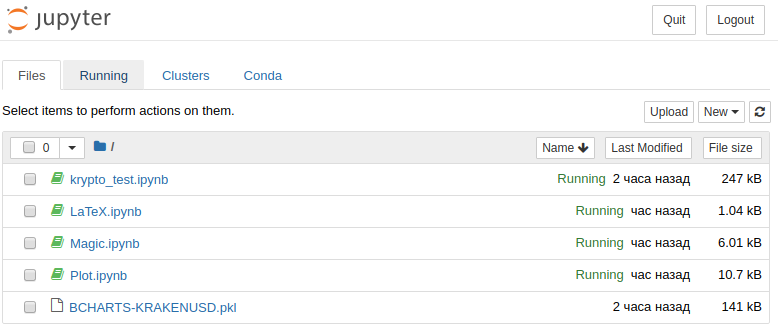 jupyter Quit Logout
Files Running Clusters Conda
Select items to perform actions on them. Upload New
0 / Name Last Modified File size
krypto_test.ipynb Running 2 часа назад 247 kB
LaTeX.ipynb Running час назад 1.04 kB
Magic.ipynb Running час назад 6.01 kB
Plot.ipynb Running час назад 10.7 kB
BCHARTS-KRAKENUSD.pkl 2 часа назад 141 kB